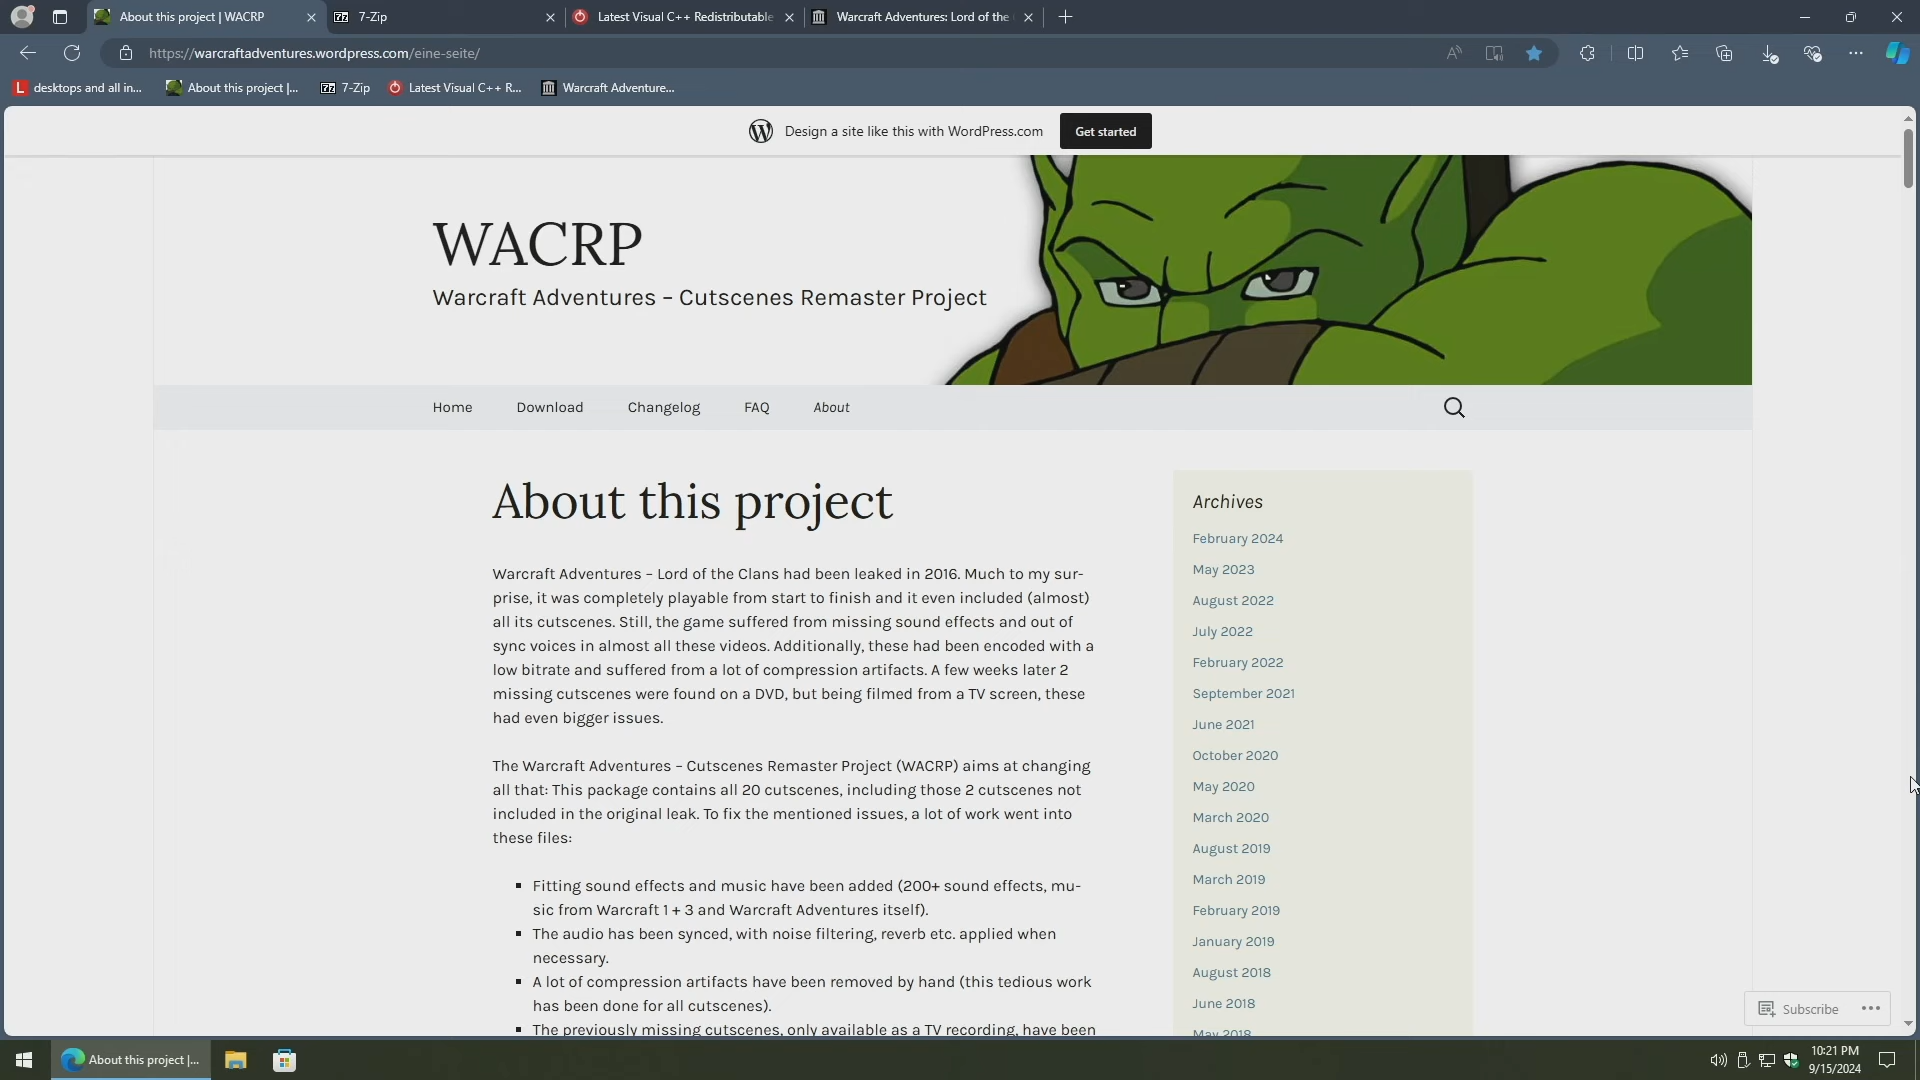 About this project | WACRP
7-Zip
Latest Visual C++ Redistributable
Warcraft Adventures: Lord of the
https://warcraftadventures.wordpress.com/eine-seite/
desktops and all in...
About this project |...
7-Zip
Latest Visual C++ R...
Warcraft Adventure...
Design a site like this with WordPress.com
Get started
WACRP
Warcraft Adventures – Cutscenes Remaster Project
Home
Download
Changelog
FAQ
About
About this project
Warcraft Adventures – Lord of the Clans had been leaked in 2016. Much to my sur-
prise, it was completely playable from start to finish and it even included (almost)
all its cutscenes. Still, the game suffered from missing sound effects and out of
sync voices in almost all these videos. Additionally, these had been encoded with a
low bitrate and suffered from a lot of compression artifacts. A few weeks later 2
missing cutscenes were found on a DVD, but being filmed from a TV screen, these
had even bigger issues.
The Warcraft Adventures – Cutscenes Remaster Project (WACRP) aims at changing
all that: This package contains all 20 cutscenes, including those 2 cutscenes not
included in the original leak. To fix the mentioned issues, a lot of work went into
these files:
Fitting sound effects and music have been added (200+ sound effects, mu-
sic from Warcraft 1 + 3 and Warcraft Adventures itself).
The audio has been synced, with noise filtering, reverb etc. applied when
necessary.
A lot of compression artifacts have been removed by hand (this tedious work
has been done for all cutscenes).
The previously missing cutscenes, only available as a TV recording, have been
Archives
February 2024
May 2023
August 2022
July 2022
February 2022
September 2021
June 2021
October 2020
May 2020
March 2020
August 2019
March 2019
February 2019
January 2019
August 2018
June 2018
May 2018
Subscribe
About this project |...
10:21 PM
9/15/2024